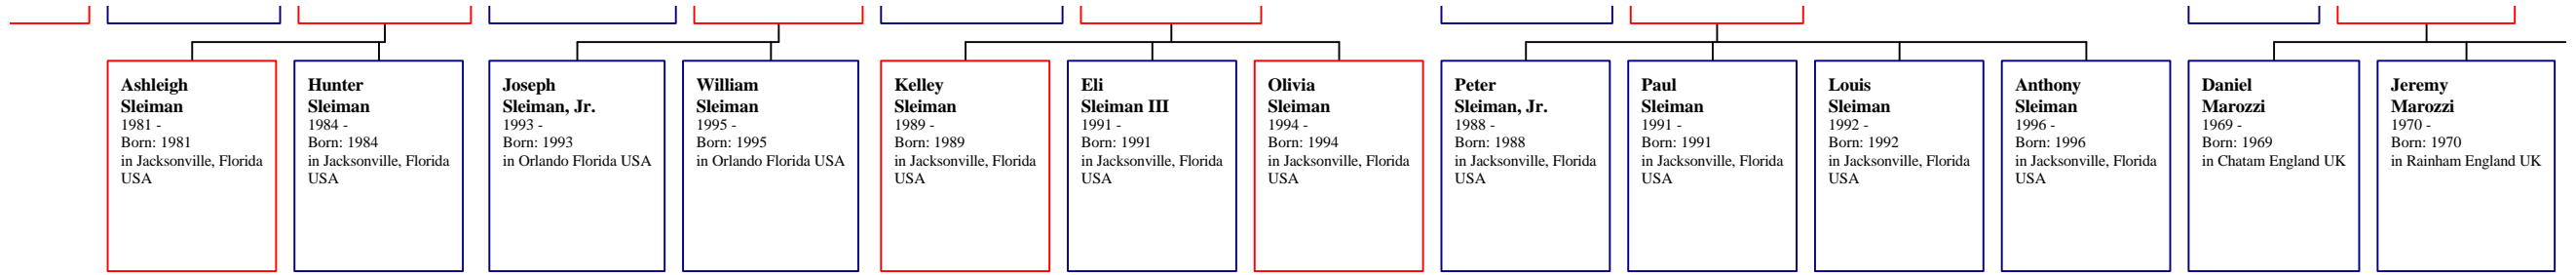 Ashleigh
Sleiman
1981 -
Born: 1981
in Jacksonville, Florida
USA
Hunter
Sleiman
1984 -
Born: 1984
in Jacksonville, Florida
USA
Joseph
Sleiman, Jr.
1993 -
Born: 1993
in Orlando Florida USA
William
Sleiman
1995 -
Born: 1995
in Orlando Florida USA
Kelley
Sleiman
1989 -
Born: 1989
in Jacksonville, Florida
USA
Eli
Sleiman III
1991 -
Born: 1991
in Jacksonville, Florida
USA
Olivia
Sleiman
1994 -
Born: 1994
in Jacksonville, Florida
USA
Peter
Sleiman, Jr.
1988 -
Born: 1988
in Jacksonville, Florida
USA
Paul
Sleiman
1991 -
Born: 1991
in Jacksonville, Florida
USA
Louis
Sleiman
1992 -
Born: 1992
in Jacksonville, Florida
USA
Anthony
Sleiman
1996 -
Born: 1996
in Jacksonville, Florida
USA
Daniel
Marozzi
1969 -
Born: 1969
in Chatam England UK
Jeremy
Marozzi
1970 -
Born: 1970
in Rainham England UK